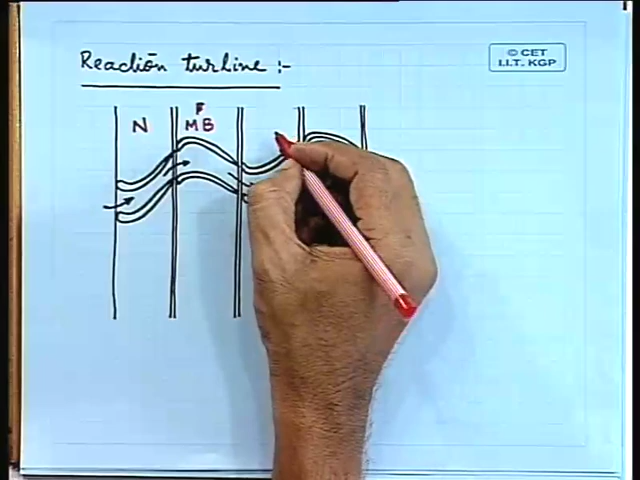 Reaction turbine :-
© CET
I.I.T. KGP
F
N
MB